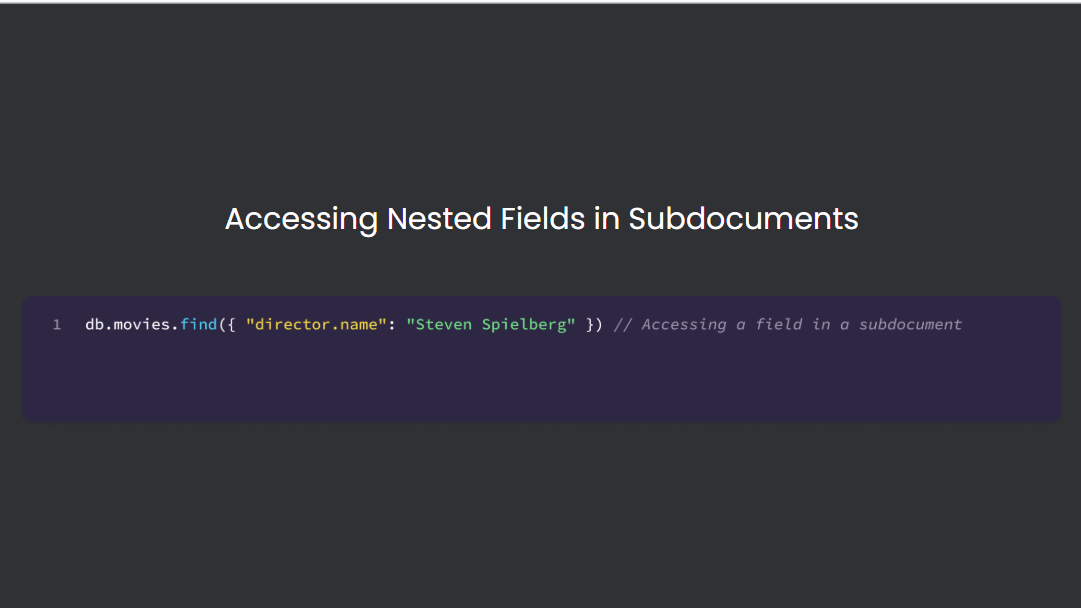 Accessing Nested Fields in Subdocuments
1 db.movies.find({ "director.name": "Steven Spielberg" }) // Accessing a field in a subdocument